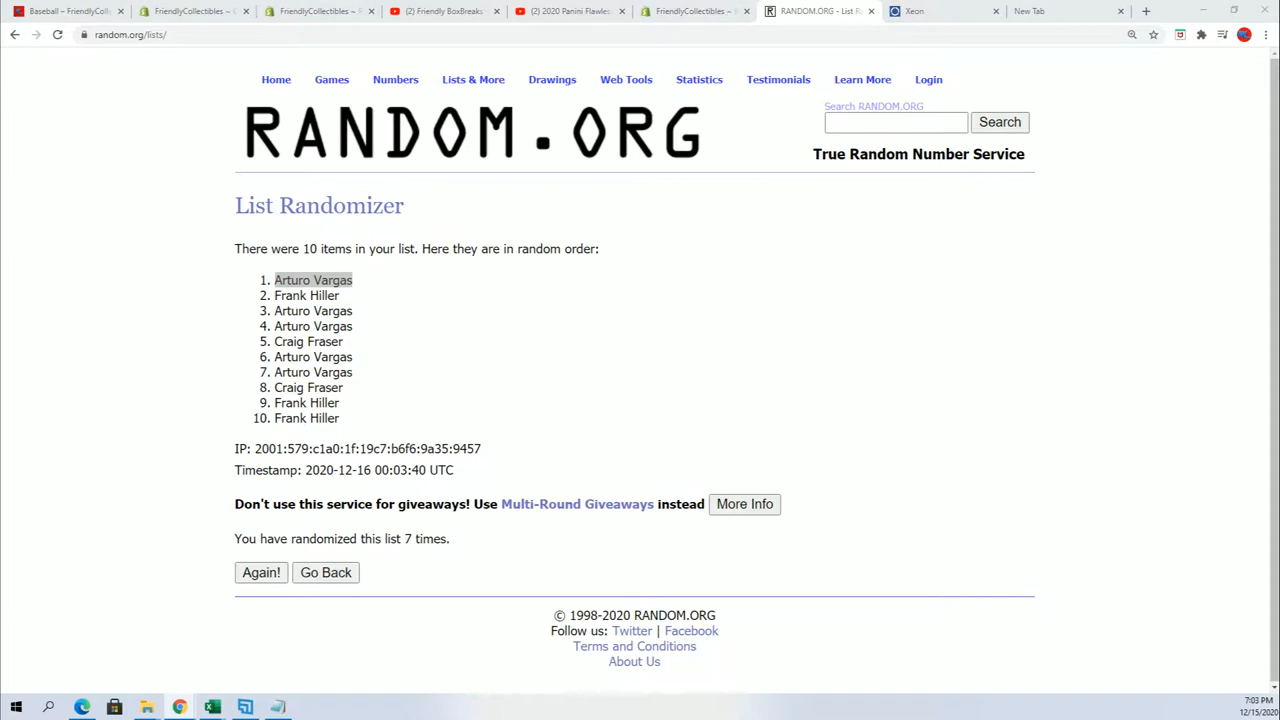 Baseball – FriendlyColl
FriendlyCollectibles ~ 
FriendlyCollectibles ~ 
(2) Friendly BoxBreaks
(2) 2020 Panini Flawles
FriendlyCollectibles ~ 
RANDOM.ORG - List R
Xeon
New Tab
random.org/lists/
Home Games Numbers Lists & More Drawings Web Tools Statistics Testimonials Learn More Login
RANDOM.ORG
Search RANDOM.ORG
Search
True Random Number Service
List Randomizer
There were 10 items in your list. Here they are in random order:
1. Arturo Vargas
2. Frank Hiller
3. Arturo Vargas
4. Arturo Vargas
5. Craig Fraser
6. Arturo Vargas
7. Arturo Vargas
8. Craig Fraser
9. Frank Hiller
10. Frank Hiller
IP: 2001:579:c1a0:1f:19c7:b6f6:9a35:9457
Timestamp: 2020-12-16 00:03:40 UTC
Don't use this service for giveaways! Use Multi-Round Giveaways instead More Info
You have randomized this list 7 times.
Again! Go Back
© 1998-2020 RANDOM.ORG
Follow us: Twitter | Facebook
Terms and Conditions
About Us
7:03 PM
12/15/2020